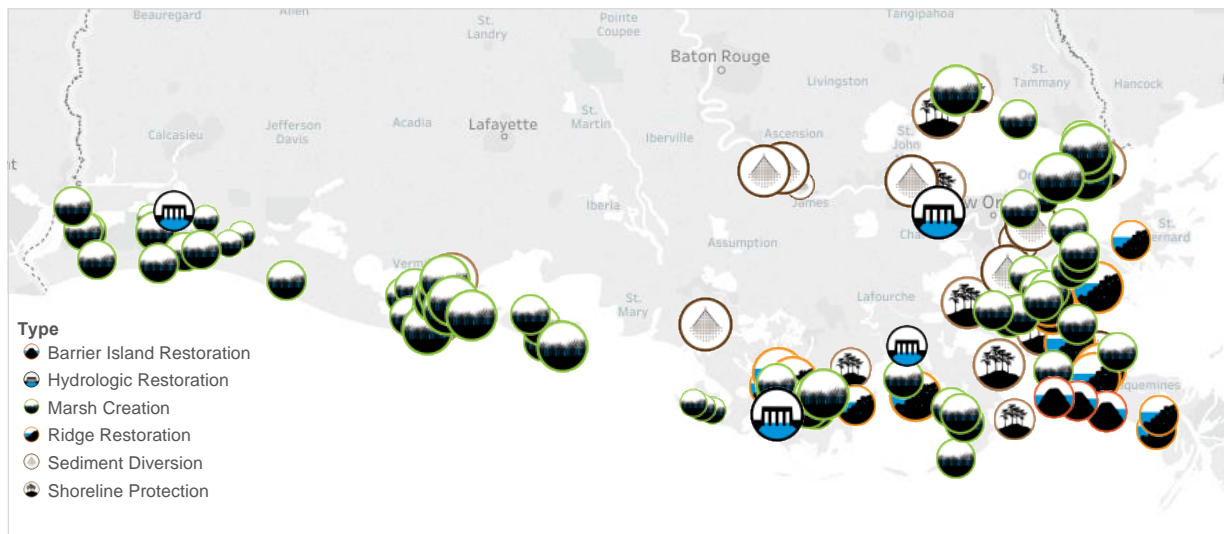 Beauregard
Allen
St.
Landry
Pointe
Coupee
Tangipahoa
Baton Rouge
Livingston
St.
Tammany
Hancock
Calcasieu
Jefferson
Davis
Acadia
Lafayette
St.
Martin
Iberville
Ascension
St.
John
Iberia
James
Assumption
St.
Vermi
St.
Mary
Lafourche
Type
Barrier Island Restoration
Hydrologic Restoration
Marsh Creation
Ridge Restoration
Sediment Diversion
Shoreline Protection